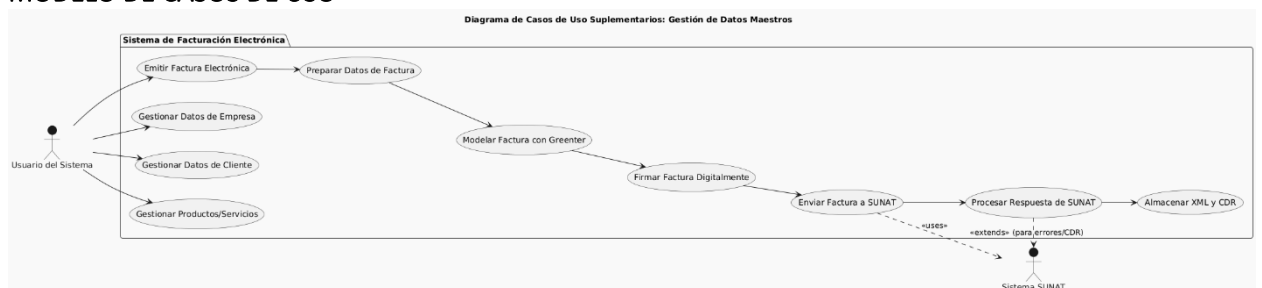 MODELO DE CASOS DE USO
Diagrama de Casos de Uso Suplementarios: Gestión de Datos Maestros
Sistema de Facturación Electrónica
Emitir Factura Electrónica
Preparar Datos de Factura
Gestionar Datos de Empresa
Modelar Factura con Greenter
Usuario del Sistema
Gestionar Datos de Cliente
Firmar Factura Digitalmente
Gestionar Productos/Servicios
Enviar Factura a SUNAT
Procesar Respuesta de SUNAT
Almacenar XML y CDR
«uses»
«extends» (para errores/CDR)
Sistema SUNAT